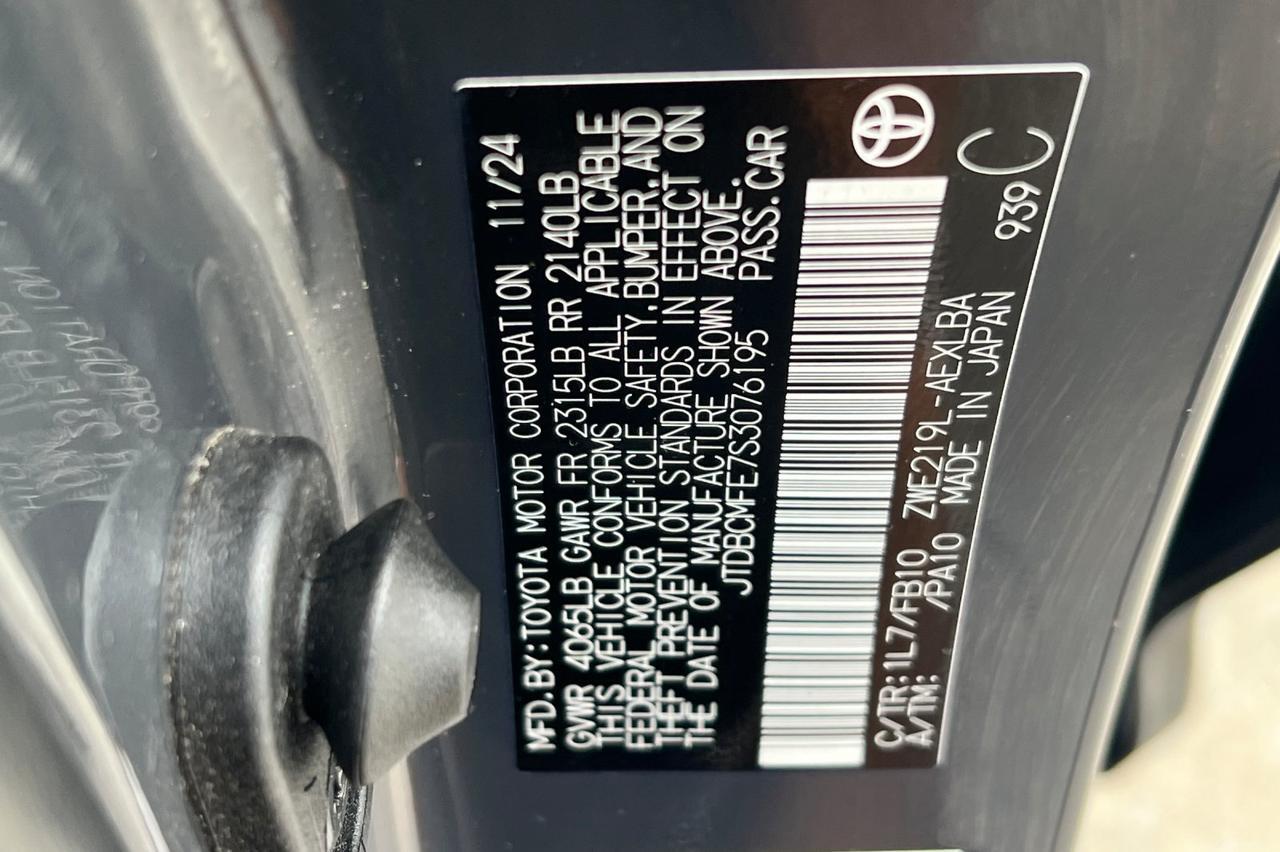 MFD.BY:TOYOTA MOTOR CORPORATION 11/24
GVWR 4065LB GAWR FR 2315LB RR 2140LB
THIS VEHICLE CONFORMS TO ALL APPLICABLE
FEDERAL MOTOR VEHICLE SAFETY,BUMPER,AND
THEFT PREVENTION STANDARDS IN EFFECT ON
THE DATE OF MANUFACTURE SHOWN ABOVE.
JTDBCMFE7S3076195 PASS.CAR
C/TR:1L7/FB10 ZWE219L-AEXLBA
A/TM: /PA10 MADE IN JAPAN
939
C